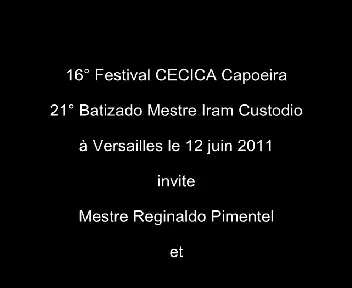 16° Festival CECICA Capoeira
21° Batizado Mestre Iram Custodio
à Versailles le 12 juin 2011
invite
Mestre Reginaldo Pimentel
et